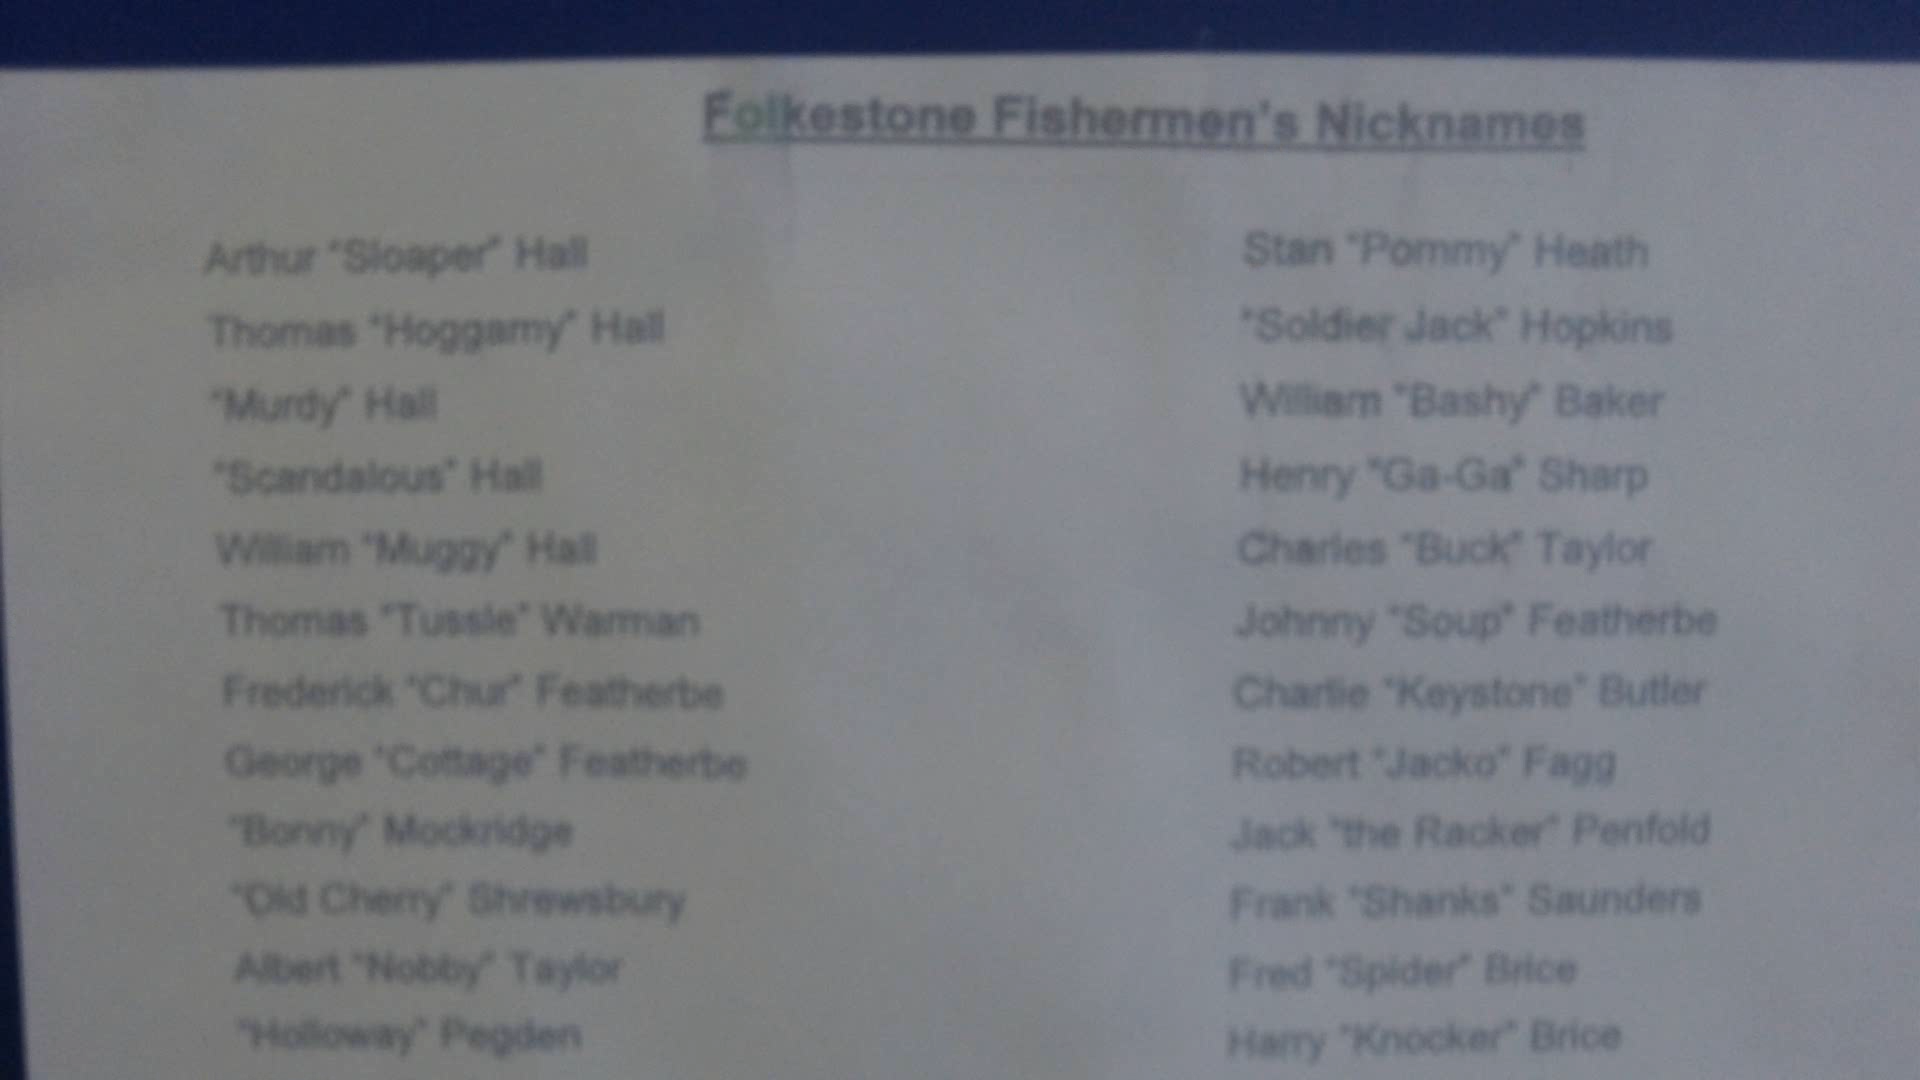 Folkestone Fishermen's Nicknames
Arthur "Sloaper" Hall
Thomas "Hoggamy" Hall
"Murdy" Hall
"Scandalous" Hall
William "Muggy" Hall
Thomas "Tussle" Warman
Frederick "Chur" Featherbe
George "Cottage" Featherbe
"Bonny" Mockridge
"Old Cherry" Shrewsbury
Albert "Nobby" Taylor
"Holloway" Pegden
Stan "Pommy" Heath
"Soldier Jack" Hopkins
William "Bashy" Baker
Henry "Ga-Ga" Sharp
Charles "Buck" Taylor
Johnny "Soup" Featherbe
Charlie "Keystone" Butler
Robert "Jacko" Fagg
Jack "the Racker" Penfold
Frank "Shanks" Saunders
Fred "Spider" Brice
Harry "Knocker" Brice